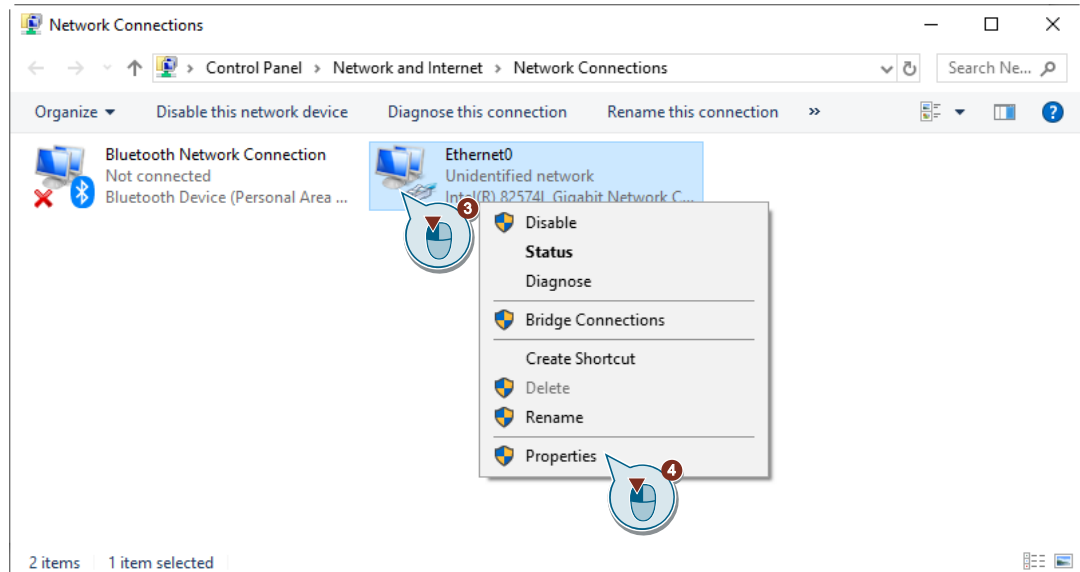 Network Connections
Control Panel > Network and Internet > Network Connections
Search Ne...
Organize
Disable this network device
Diagnose this connection
Rename this connection
»
?
Bluetooth Network Connection
Not connected
Bluetooth Device (Personal Area ...
Ethernet0
Unidentified network
Intel(R) 82574L Gigabit Network C...
3
Disable
Status
Diagnose
Bridge Connections
Create Shortcut
Delete
Rename
Properties
4
2 items
1 item selected